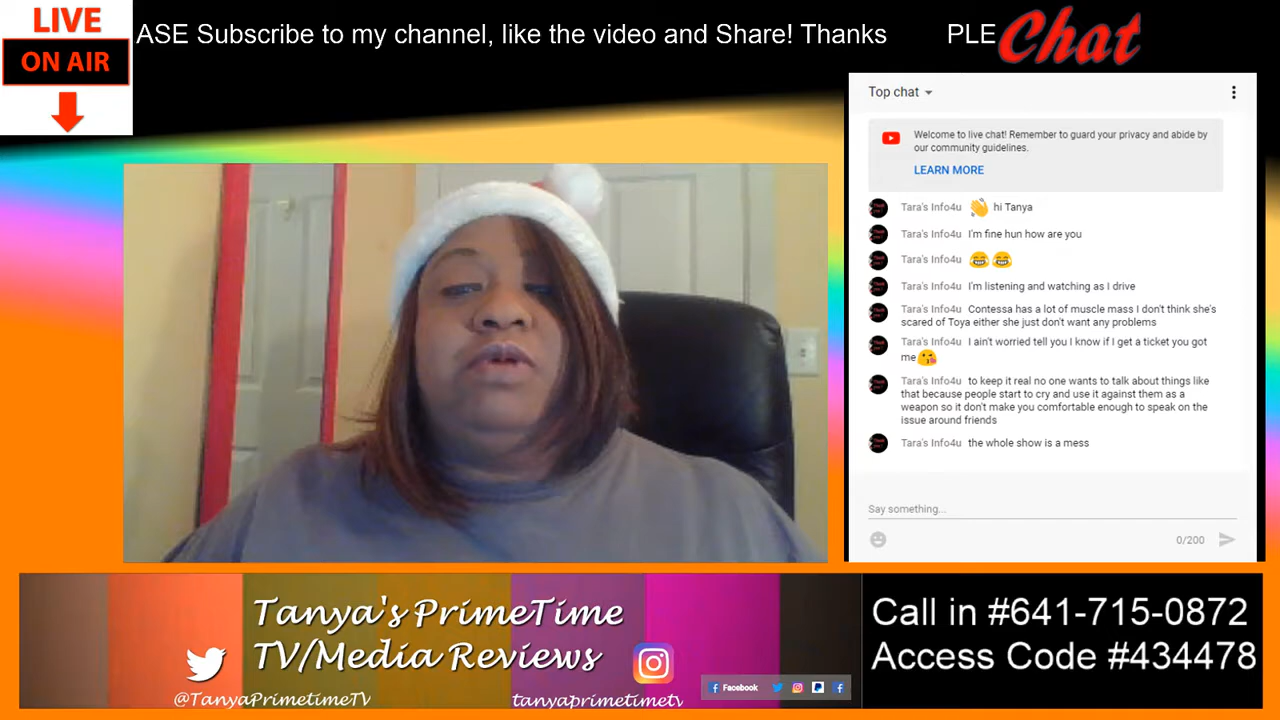 LIVE
ON AIR
ASE Subscribe to my channel, like the video and Share! Thanks PLE
Chat
Top chat
Welcome to live chat! Remember to guard your privacy and abide by
our community guidelines.
LEARN MORE
Tara's Info4u 👋 hi Tanya
Tara's Info4u I'm fine hun how are you
Tara's Info4u 😂 😂
Tara's Info4u I'm listening and watching as I drive
Tara's Info4u Contessa has a lot of muscle mass I don't think she's
scared of Toya either she just don't want any problems
Tara's Info4u I ain't worried tell you I know if I get a ticket you got
me😘
Tara's Info4u to keep it real no one wants to talk about things like
that because people start to cry and use it against them as a
weapon so it don't make you comfortable enough to speak on the
issue around friends
Tara's Info4u the whole show is a mess
Say something...
0/200
Tanya's PrimeTime
TV/Media Reviews
@TanyaPrimetimeTV
tanyaprimetimetv
Facebook
Call in #641-715-0872
Access Code #434478